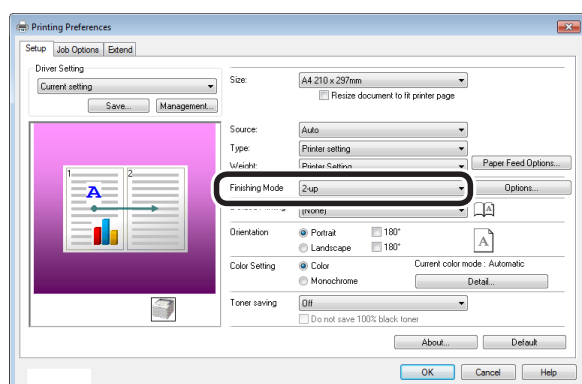 Printing Preferences
Setup Job Options Extend
Driver Setting
Current setting
Save... Management...
Size: A4 210 x 297mm
Resize document to fit printer page
Source: Auto
Type: Printer setting
Weight: Printer Setting Paper Feed Options...
Finishing Mode 2-up Options...
(None)
Orientation Portrait 180°
Landscape 180°
A
Color Setting Color Current color mode : Automatic
Monochrome Detail...
Toner saving Off
Do not save 100% black toner
1 2
A
About... Default
OK Cancel Help